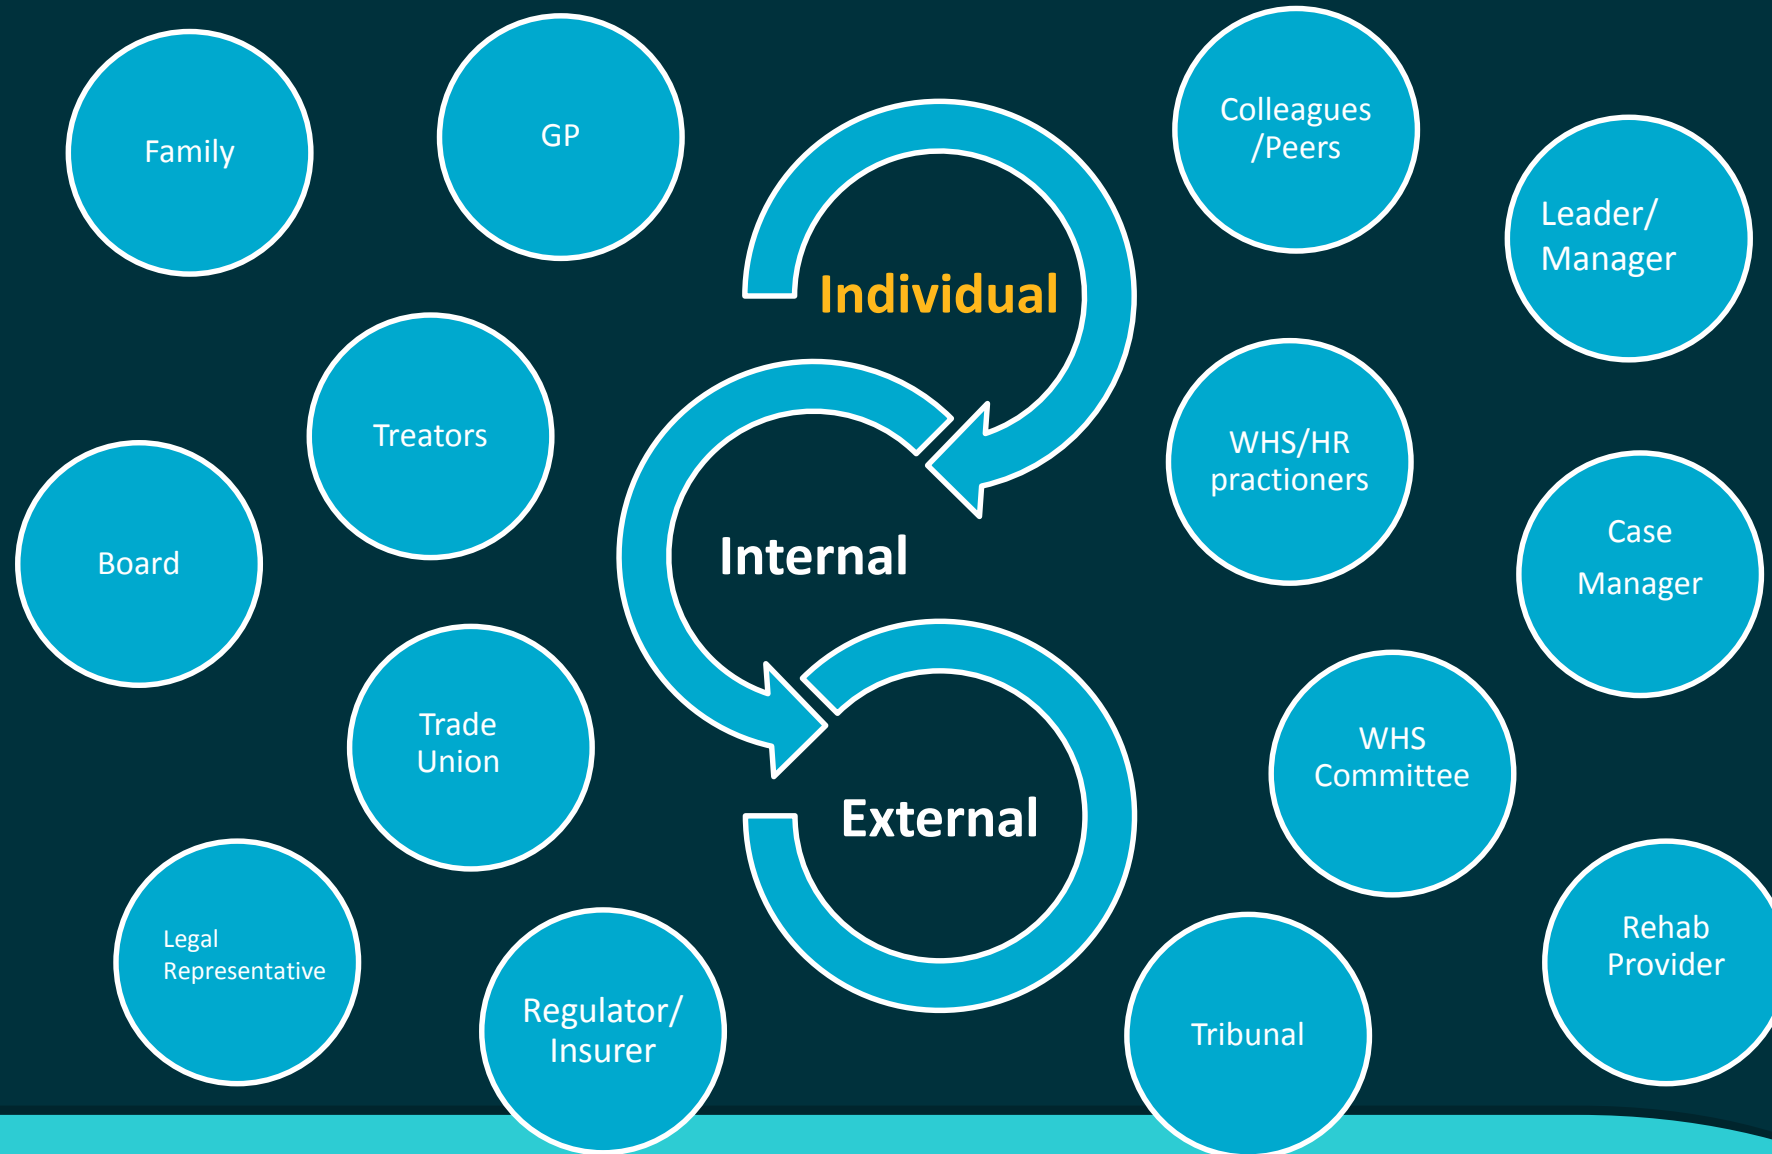 Family
GP
Colleagues
/Peers
Leader/
Manager
Individual
Treators
WHS/HR
practioners
Case
Manager
Board
Internal
Trade
Union
WHS
Committee
External
Legal
Representative
Regulator/
Insurer
Tribunal
Rehab
Provider